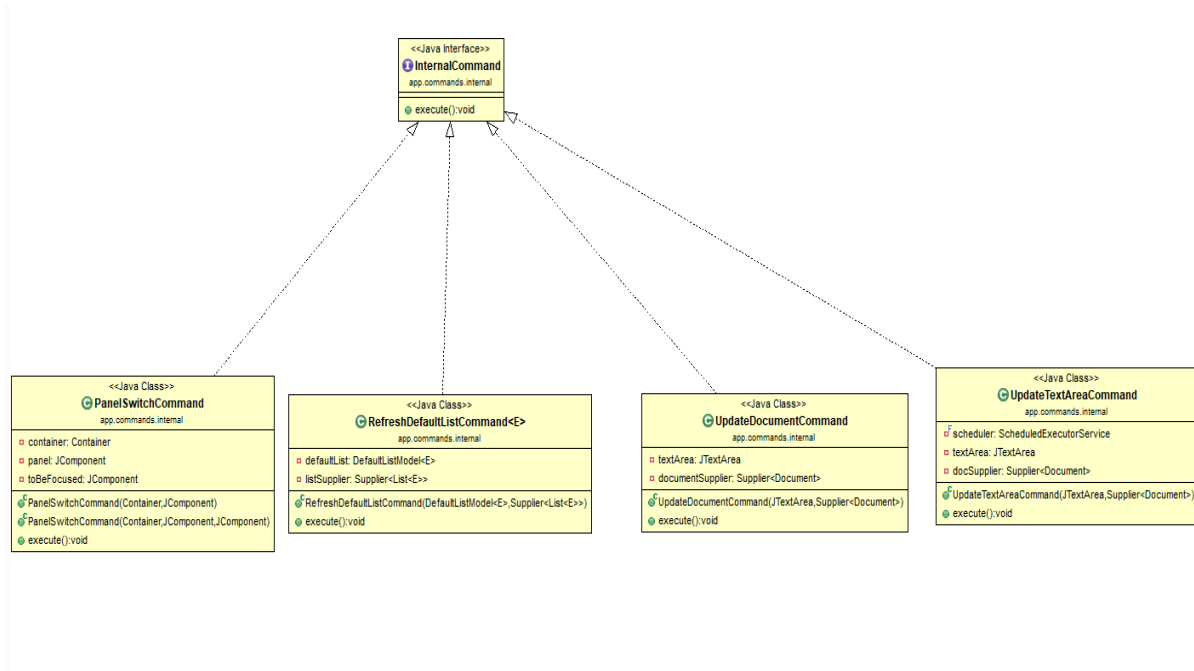 <<Java Interface>>
InternalCommand
app.commands.internal
execute():void
<<Java Class>>
PanelSwitchCommand
app.commands.internal
container: Container
panel: JComponent
toBeFocused: JComponent
PanelSwitchCommand(Container,JComponent)
PanelSwitchCommand(Container,JComponent,JComponent)
execute():void
<<Java Class>>
RefreshDefaultListCommand<E>
app.commands.internal
defaultList: DefaultListModel<E>
listSupplier: Supplier<List<E>>
RefreshDefaultListCommand(DefaultListModel<E>,Supplier<List<E>>)
execute():void
<<Java Class>>
UpdateDocumentCommand
app.commands.internal
textArea: JTextArea
documentSupplier: Supplier<Document>
UpdateDocumentCommand(JTextArea,Supplier<Document>)
execute():void
<<Java Class>>
UpdateTextAreaCommand
app.commands.internal
scheduler: ScheduledExecutorService
textArea: JTextArea
docSupplier: Supplier<Document>
UpdateTextAreaCommand(JTextArea,Supplier<Document>)
execute():void